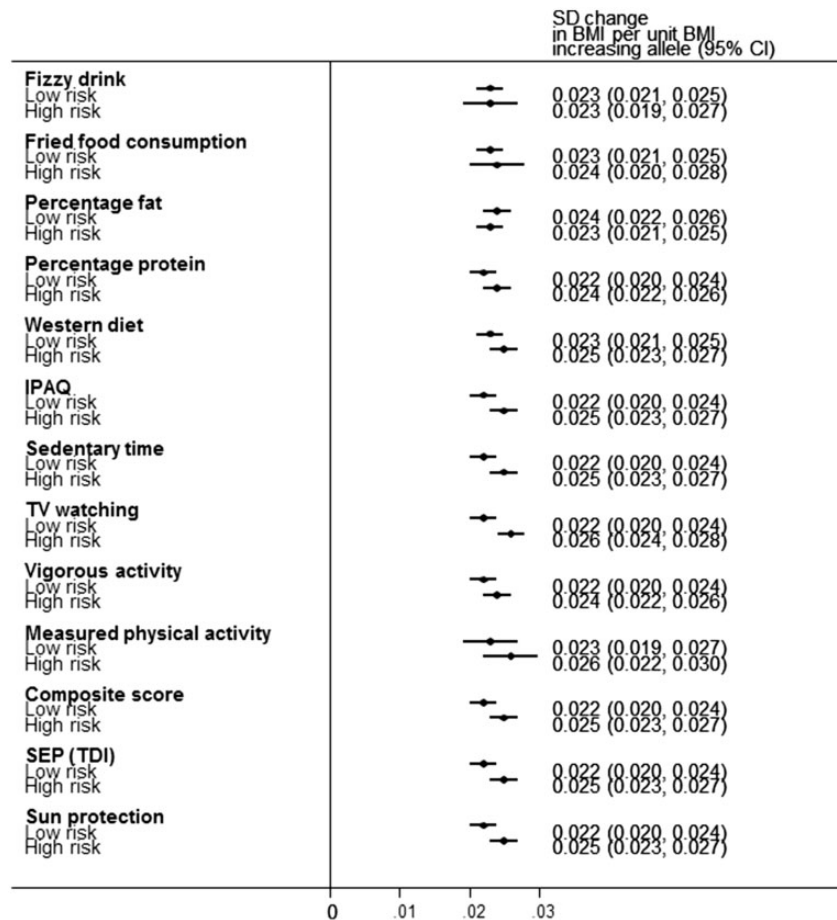 SD change
in BMI per unit BMI
increasing allele (95% CI)
Fizzy drink
Low risk 0.023 (0.021, 0.025)
High risk 0.023 (0.019, 0.027)
Fried food consumption
Low risk 0.023 (0.021, 0.025)
High risk 0.024 (0.020, 0.028)
Percentage fat
Low risk 0.024 (0.022, 0.026)
High risk 0.023 (0.021, 0.025)
Percentage protein
Low risk 0.022 (0.020, 0.024)
High risk 0.024 (0.022, 0.026)
Western diet
Low risk 0.023 (0.021, 0.025)
High risk 0.025 (0.023, 0.027)
IPAQ
Low risk 0.022 (0.020, 0.024)
High risk 0.025 (0.023, 0.027)
Sedentary time
Low risk 0.022 (0.020, 0.024)
High risk 0.025 (0.023, 0.027)
TV watching
Low risk 0.022 (0.020, 0.024)
High risk 0.026 (0.024, 0.028)
Vigorous activity
Low risk 0.022 (0.020, 0.024)
High risk 0.024 (0.022, 0.026)
Measured physical activity
Low risk 0.023 (0.019, 0.027)
High risk 0.026 (0.022, 0.030)
Composite score
Low risk 0.022 (0.020, 0.024)
High risk 0.025 (0.023, 0.027)
SEP (TDI)
Low risk 0.022 (0.020, 0.024)
High risk 0.025 (0.023, 0.027)
Sun protection
Low risk 0.022 (0.020, 0.024)
High risk 0.025 (0.023, 0.027)
0 .01 .02 .03